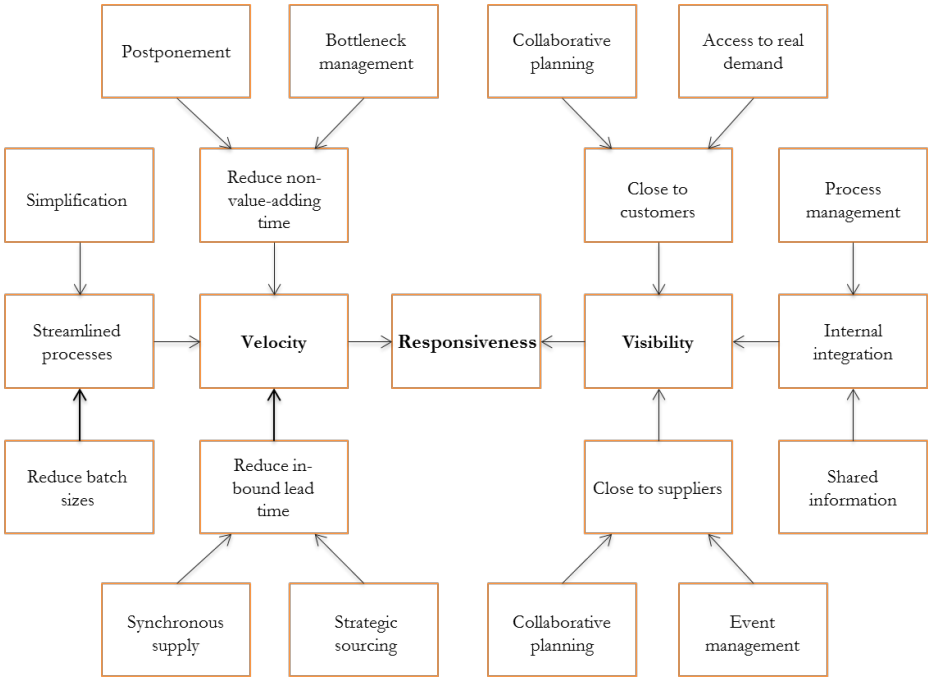 Postponement
Bottleneck
management
Collaborative
planning
Access to real
demand
Simplification
Reduce non-
value-adding
time
Close to
customers
Process
management
Streamlined
processes
Velocity
Responsiveness
Visibility
Internal
integration
Reduce batch
sizes
Reduce in-
bound lead
time
Close to suppliers
Shared
information
Synchronous
supply
Strategic
sourcing
Collaborative
planning
Event
management